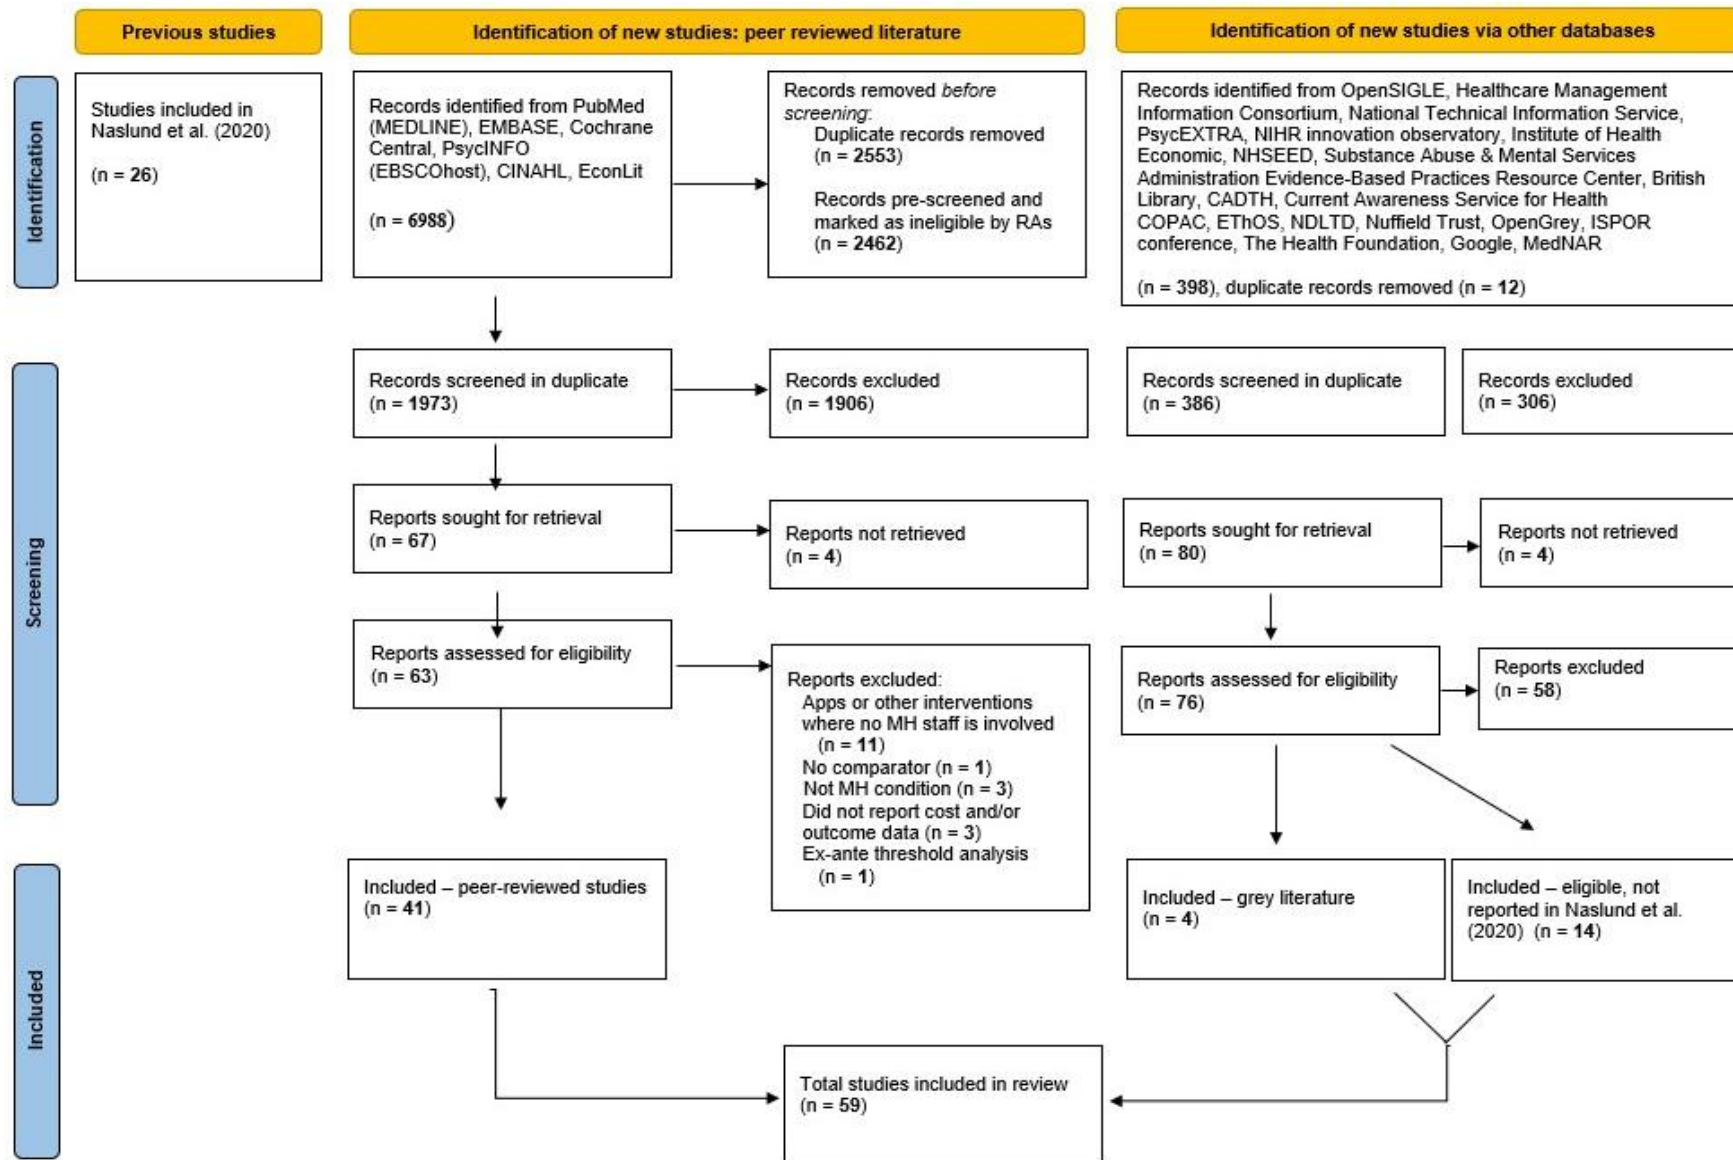 Previous studies
Identification of new studies: peer reviewed literature
Identification of new studies via other databases
Identification
Studies included in
Naslund et al. (2020)
(n = 26)
Records identified from PubMed
(MEDLINE), EMBASE, Cochrane
Central, PsycINFO
(EBSCOhost), CINAHL, EconLit
(n = 6988)
Records removed before
screening:
Duplicate records removed
(n = 2553)
Records pre-screened and
marked as ineligible by RAs
(n = 2462)
Records identified from OpenSIGLE, Healthcare Management
Information Consortium, National Technical Information Service,
PsycEXTRA, NIHR innovation observatory, Institute of Health
Economic, NHSEED, Substance Abuse & Mental Services
Administration Evidence-Based Practices Resource Center, British
Library, CADTH, Current Awareness Service for Health
COPAC, EThOS, NDLTD, Nuffield Trust, OpenGrey, ISPOR
conference, The Health Foundation, Google, MedNAR
(n = 398), duplicate records removed (n = 12)
Screening
Records screened in duplicate
(n = 1973)
Records excluded
(n = 1906)
Records screened in duplicate
(n = 386)
Records excluded
(n = 306)
Reports sought for retrieval
(n = 67)
Reports not retrieved
(n = 4)
Reports sought for retrieval
(n = 80)
Reports not retrieved
(n = 4)
Reports assessed for eligibility
(n = 63)
Reports excluded:
Apps or other interventions
where no MH staff is involved
(n = 11)
No comparator (n = 1)
Not MH condition (n = 3)
Did not report cost and/or
outcome data (n = 3)
Ex-ante threshold analysis
(n = 1)
Reports assessed for eligibility
(n = 76)
Reports excluded
(n = 58)
Included
Included – peer-reviewed studies
(n = 41)
Included – grey literature
(n = 4)
Included – eligible, not
reported in Naslund et al.
(2020) (n = 14)
Total studies included in review
(n = 59)